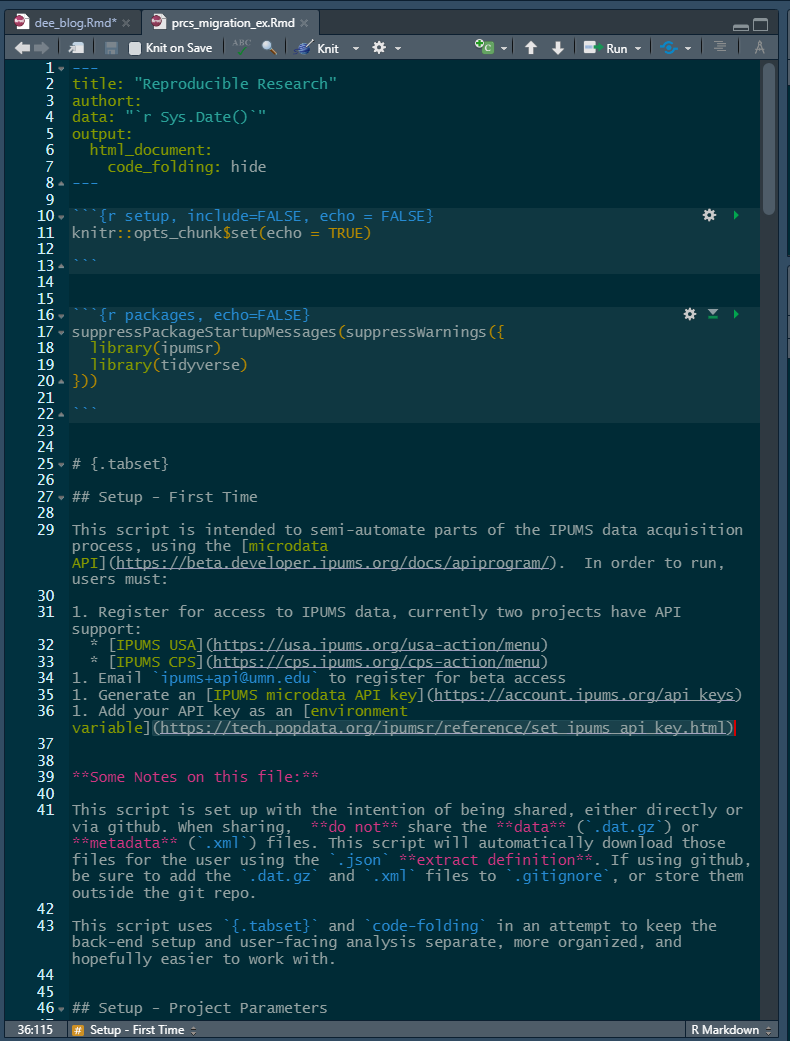 dee_blog.Rmd* × prcs_migration_ex.Rmd ×
Knit on Save ABC Knit Run
1 ---
2 title: "Reproducible Research"
3 authort:
4 data: "`r Sys.Date()`"
5 output:
6 html_document:
7 code_folding: hide
8 ---
9
10 ```{r setup, include=FALSE, echo = FALSE}
11 knitr::opts_chunk$set(echo = TRUE)
12
13 ```
14
15
16 ```{r packages, echo=FALSE}
17 suppressPackageStartupMessages(suppressWarnings({
18 library(ipumsr)
19 library(tidyverse)
20 }))
21
22 ```
23
24
25 # {.tabset}
26
27 ## Setup - First Time
28
29 This script is intended to semi-automate parts of the IPUMS data acquisition
process, using the [microdata
API](https://beta.developer.ipums.org/docs/apiprogram/).  In order to run,
users must:
30
31 1. Register for access to IPUMS data, currently two projects have API
support:
32 * [IPUMS USA](https://usa.ipums.org/usa-action/menu)
33 * [IPUMS CPS](https://cps.ipums.org/cps-action/menu)
34 1. Email `ipums+api@umn.edu` to register for beta access
35 1. Generate an [IPUMS microdata API key](https://account.ipums.org/api_keys)
36 1. Add your API key as an [environment
variable](https://tech.popdata.org/ipumsr/reference/set_ipums_api_key.html)
37
38
39 **Some Notes on this file:**
40
41 This script is set up with the intention of being shared, either directly or
via github. When sharing,  **do not** share the **data** (`.dat.gz`) or
**metadata** (`.xml`) files. This script will automatically download those
files for the user using the `.json` **extract definition**. If using github,
be sure to add the `.dat.gz` and `.xml` files to `.gitignore`, or store them
outside the git repo.
42
43 This script uses `{.tabset}` and `code-folding` in an attempt to keep the
back-end setup and user-facing analysis separate, more organized, and
hopefully easier to work with.
44
45
46 ## Setup - Project Parameters
36:115 # Setup - First Time R Markdown